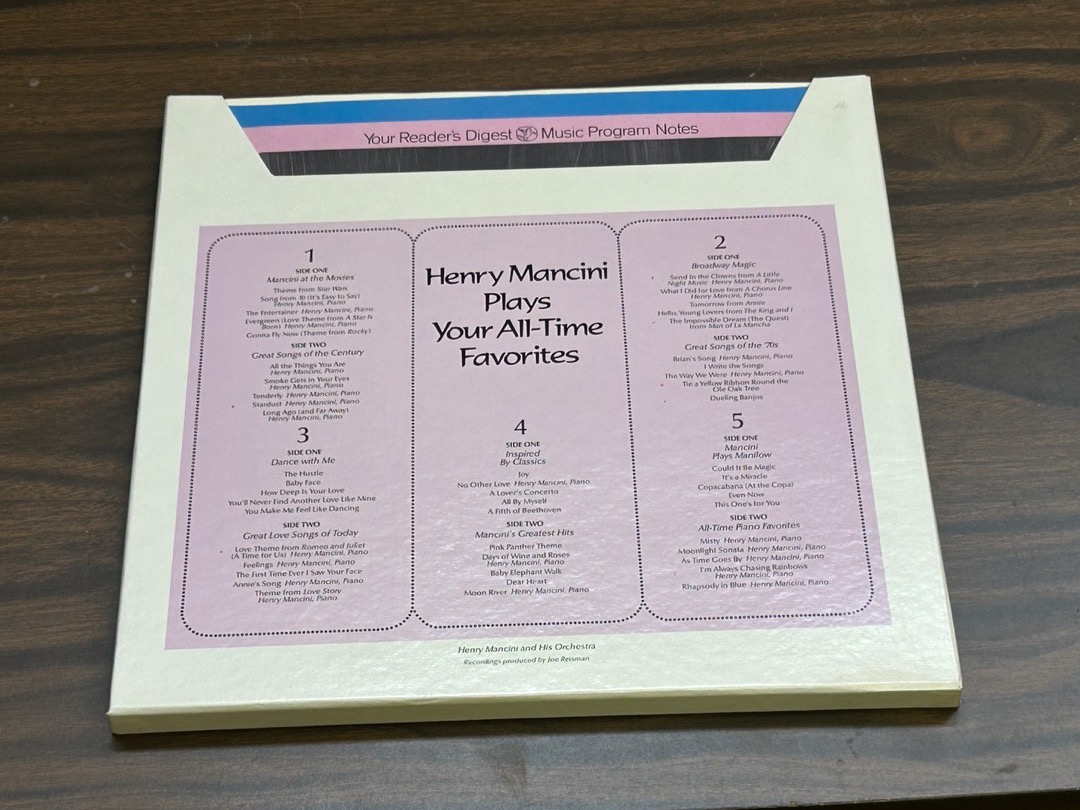 Your Reader's Digest Music Program Notes
1
SIDE ONE
Mancini at the Movies
Theme from Star Wars
Song from 10 (It's Easy to Say)
Henry Mancini, Piano
The Entertainer Henry Mancini, Piano
Evergreen (Love Theme from A Star Is
Born) Henry Mancini, Piano
Gonna Fly Now (Theme from Rocky)
SIDE TWO
Great Songs of the Century
All the Things You Are
Henry Mancini, Piano
Smoke Gets in Your Eyes
Henry Mancini, Piano
Tenderly Henry Mancini, Piano
Stardust Henry Mancini, Piano
Long Ago (and Far Away)
Henry Mancini, Piano
3
SIDE ONE
Dance with Me
The Hustle
Baby Face
How Deep Is Your Love
You'll Never Find Another Love Like Mine
You Make Me Feel Like Dancing
SIDE TWO
Great Love Songs of Today
Love Theme from Romeo and Juliet
(A Time for Us) Henry Mancini, Piano
Feelings Henry Mancini, Piano
The First Time Ever I Saw Your Face
Annie's Song Henry Mancini, Piano
Theme from Love Story
Henry Mancini, Piano
Henry Mancini
Plays
Your All-Time
Favorites
4
SIDE ONE
Inspired
By Classics
Joy
No Other Love Henry Mancini, Piano
A Lover's Concerto
All By Myself
A Fifth of Beethoven
SIDE TWO
Mancini's Greatest Hits
Pink Panther Theme
Days of Wine and Roses
Henry Mancini, Piano
Baby Elephant Walk
Dear Heart
Moon River Henry Mancini, Piano
2
SIDE ONE
Broadway Magic
Send In the Clowns from A Little
Night Music Henry Mancini, Piano
What I Did for Love from A Chorus Line
Henry Mancini, Piano
Tomorrow from Annie
Hello, Young Lovers from The King and I
The Impossible Dream (The Quest)
from Man of La Mancha
SIDE TWO
Great Songs of the '70s
Brian's Song Henry Mancini, Piano
I Write the Songs
The Way We Were Henry Mancini, Piano
Tie a Yellow Ribbon Round the
Ole Oak Tree
Dueling Banjos
5
SIDE ONE
Mancini
Plays Manilow
Could It Be Magic
It's a Miracle
Copacabana (At the Copa)
Even Now
This One's for You
SIDE TWO
All-Time Piano Favorites
Misty Henry Mancini, Piano
Moonlight Sonata Henry Mancini, Piano
As Time Goes By Henry Mancini, Piano
I'm Always Chasing Rainbows
Henry Mancini, Piano
Rhapsody in Blue Henry Mancini, Piano
Henry Mancini and His Orchestra
Recordings produced by Joe Reisman